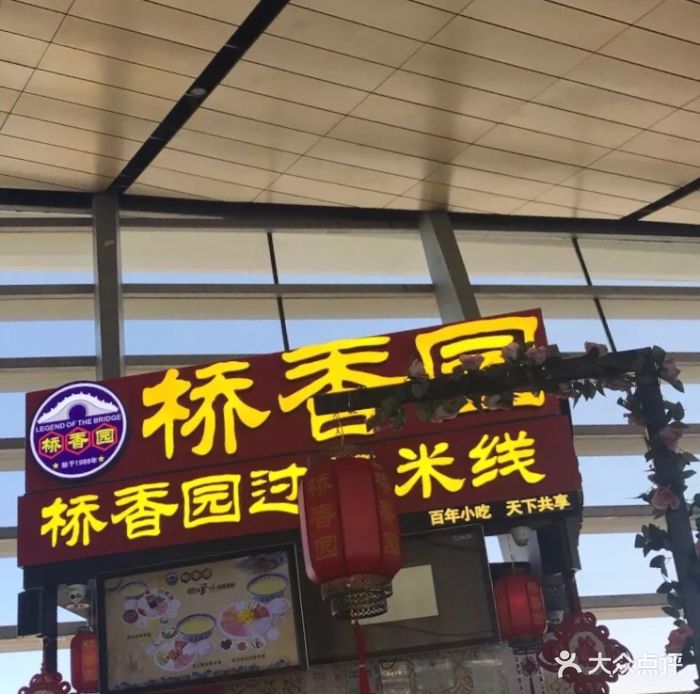 桥香园
LEGEND OF THE BRIDGE
桥香园
★始于1988年★
桥香园过 米线
百年小吃 天下共享
桥香园
大众点评